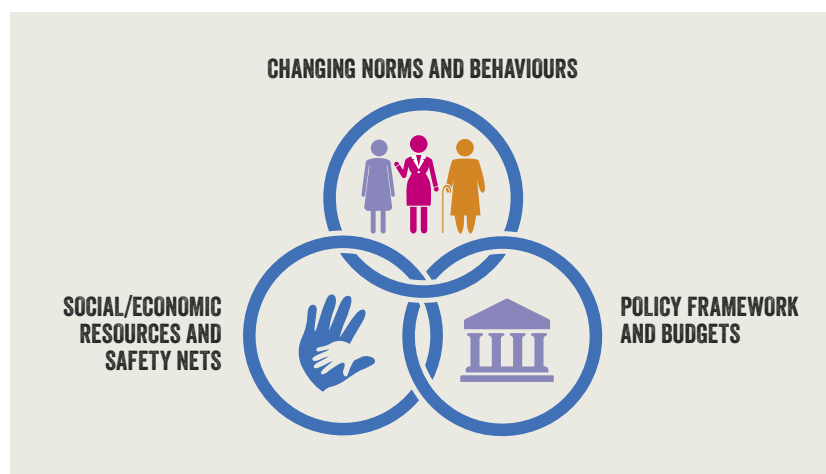 CHANGING NORMS AND BEHAVIOURS
SOCIAL/ECONOMIC
RESOURCES AND
SAFETY NETS
POLICY FRAMEWORK
AND BUDGETS